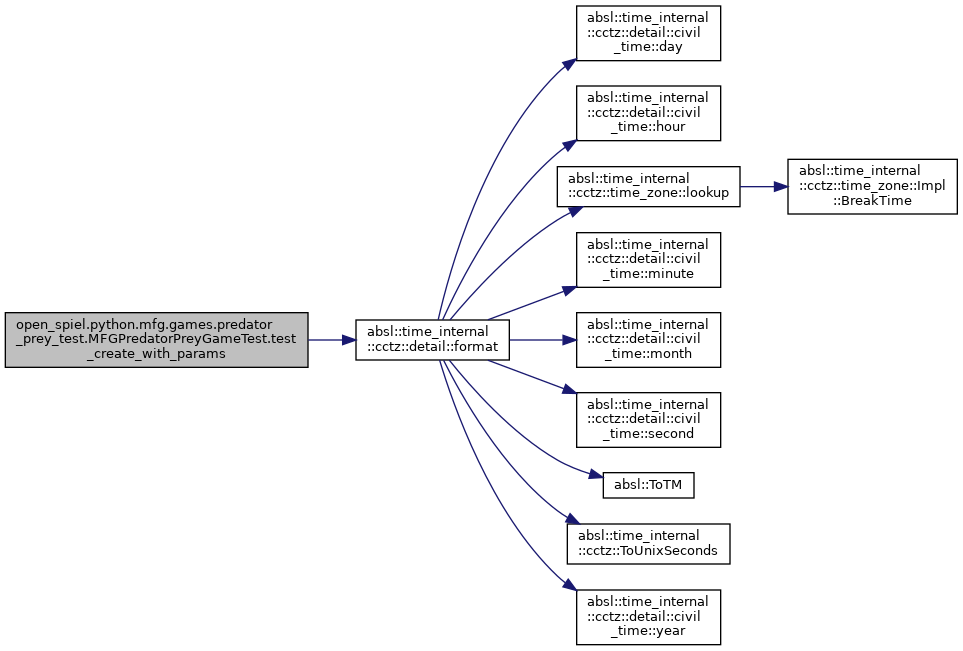 absl::time_internal
::cctz::detail::civil
_time::day
absl::time_internal
::cctz::detail::civil
_time::hour
absl::time_internal
::cctz::time_zone::lookup
absl::time_internal
::cctz::time_zone::Impl
::BreakTime
absl::time_internal
::cctz::detail::civil
_time::minute
open_spiel.python.mfg.games.predator
_prey_test.MFGPredatorPreyGameTest.test
_create_with_params
absl::time_internal
::cctz::detail::format
absl::time_internal
::cctz::detail::civil
_time::month
absl::time_internal
::cctz::detail::civil
_time::second
absl::ToTM
absl::time_internal
::cctz::ToUnixSeconds
absl::time_internal
::cctz::detail::civil
_time::year